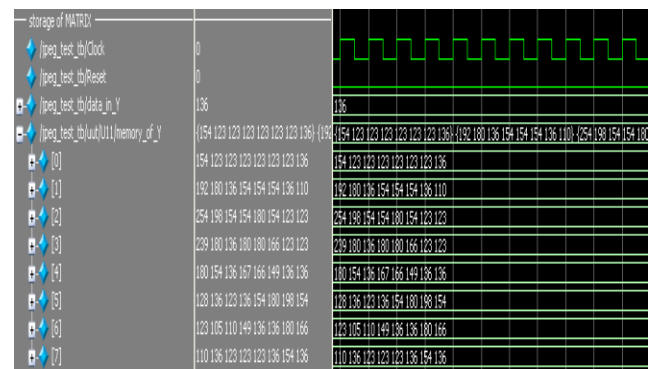 storage of MATRIX
/jpeg_test_tb/Clock 0
/jpeg_test_tb/Reset 0
/jpeg_test_tb/data_in_Y 136 136
/jpeg_test_tb/uut/U11/memory_of_Y {154 123 123 123 123 123 123 136} {192 {154 123 123 123 123 123 123 136} {192 180 136 154 154 154 136 110} {254 198 154 154 180
[0] 154 123 123 123 123 123 123 136 154 123 123 123 123 123 123 136
[1] 192 180 136 154 154 154 136 110 192 180 136 154 154 154 136 110
[2] 254 198 154 154 180 154 123 123 254 198 154 154 180 154 123 123
[3] 239 180 136 180 180 166 123 123 239 180 136 180 180 166 123 123
[4] 180 154 136 167 166 149 136 136 180 154 136 167 166 149 136 136
[5] 128 136 123 136 154 180 198 154 128 136 123 136 154 180 198 154
[6] 123 105 110 149 136 136 180 166 123 105 110 149 136 136 180 166
[7] 110 136 123 123 123 136 154 136 110 136 123 123 123 136 154 136